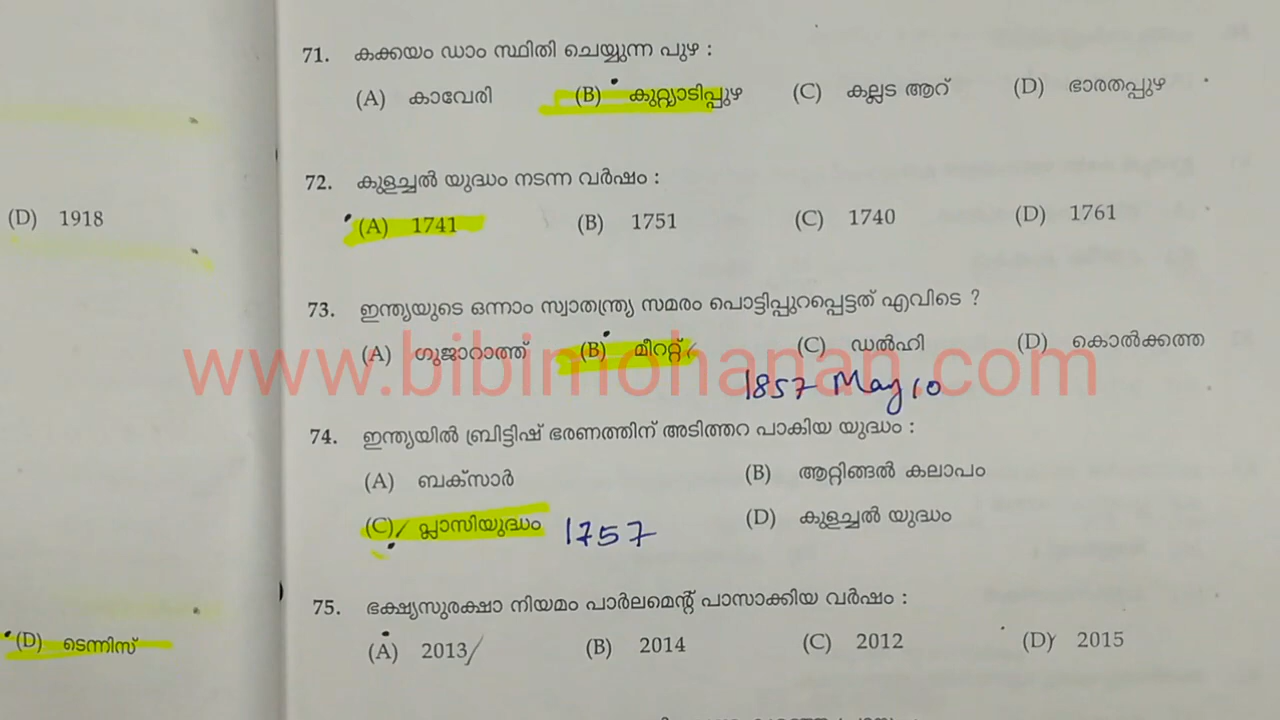 71. കക്കയം ഡാം സ്ഥിതി ചെയ്യുന്ന പുഴ :
(A) കാവേരി (B) കുറ്റ്യാടിപ്പുഴ (C) കല്ലട ആറ് (D) ഭാരതപ്പുഴ
72. കുളച്ചൽ യുദ്ധം നടന്ന വർഷം :
(D) 1918
(A) 1741 (B) 1751 (C) 1740 (D) 1761
73. ഇന്ത്യയുടെ ഒന്നാം സ്വാതന്ത്ര്യ സമരം പൊട്ടിപ്പുറപ്പെട്ടത് എവിടെ ?
(A) ഗുജറാത്ത് (B) മീററ്റ് (C) ഡൽഹി (D) കൊൽക്കത്ത
www.bibimohanan.com
1857 May 10
74. ഇന്ത്യയിൽ ബ്രിട്ടിഷ് ഭരണത്തിന് അടിത്തറ പാകിയ യുദ്ധം :
(A) ബക്സാർ (B) ആറ്റിങ്ങൽ കലാപം
(C) പ്ലാസിയുദ്ധം 1757 (D) കുളച്ചൽ യുദ്ധം
75. ഭക്ഷ്യസുരക്ഷാ നിയമം പാർലമെന്റ് പാസാക്കിയ വർഷം :
(D) ടെന്നിസ്
(A) 2013 (B) 2014 (C) 2012 (D) 2015